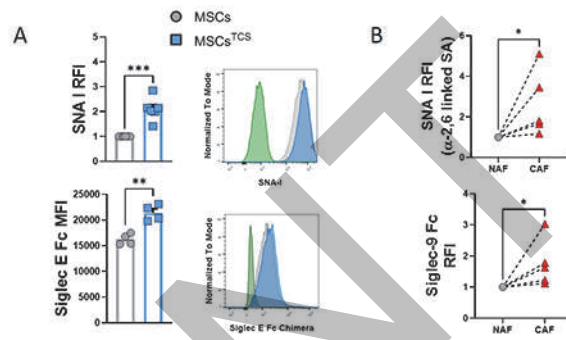 A
MSCs
MSCs^TCS
B
SNA I RFI
5
4
3
2
1
0
***
Normalized To Mode
SNA-I
SNA I RFI
(α-2,6 linked SA)
6
4
2
0
*
NAF CAF
Siglec E Fc MFI
25000
20000
15000
10000
5000
0
**
Normalized To Mode
Siglec E Fc Chimera
Siglec-9 Fc
RFI
4
3
2
1
0
*
NAF CAF